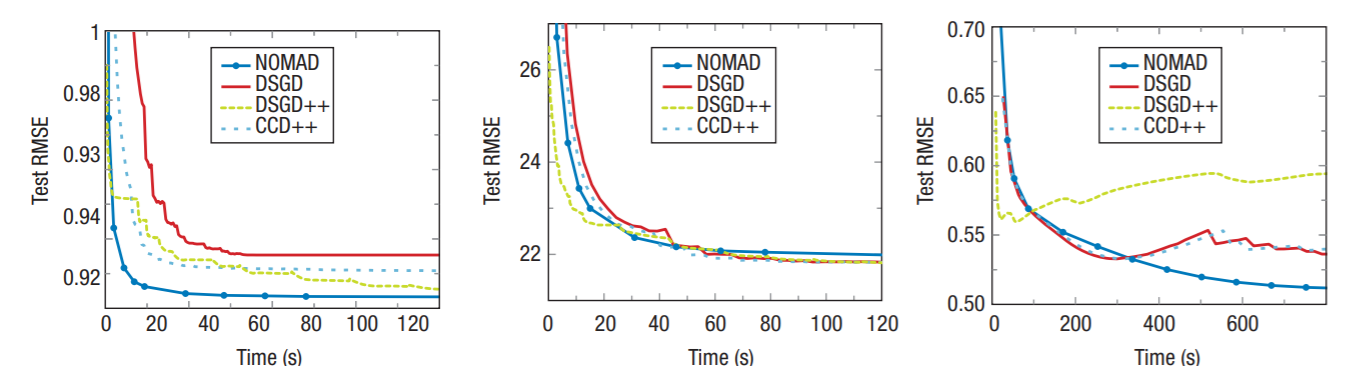 1
0.98
0.93
0.94
0.92
Test RMSE
NOMAD
DSGD
DSGD++
CCD++
0 20 40 60 80 100 120
Time (s)
26
24
22
Test RMSE
NOMAD
DSGD
DSGD++
CCD++
0 20 40 60 80 100 120
Time (s)
0.70
0.65
0.60
0.55
0.50
Test RMSE
NOMAD
DSGD
DSGD++
CCD++
0 200 400 600
Time (s)